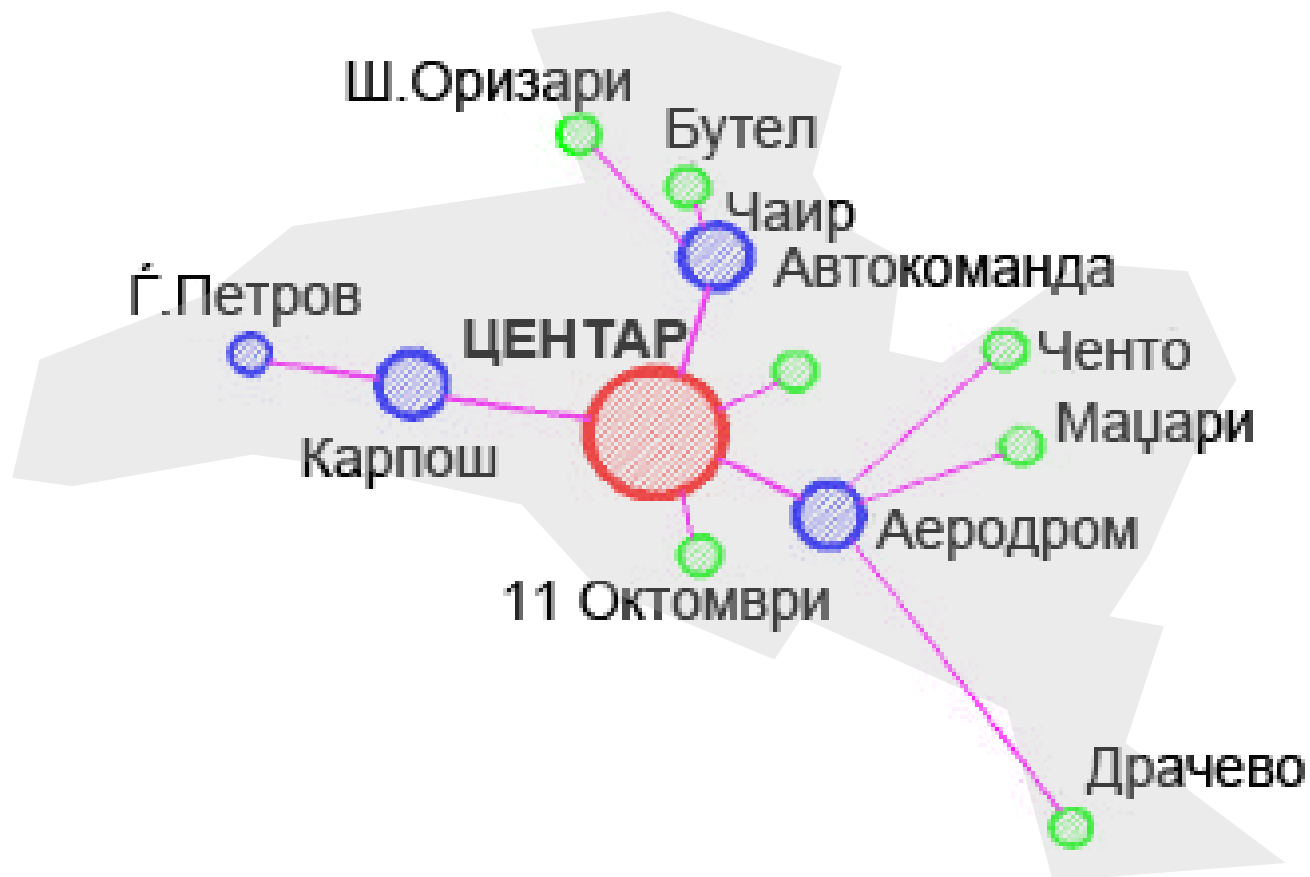 Ш.Оризари
Бутел
Чаир
Автокоманда
Ѓ.Петров
ЦЕНТАР
Ченто
Маџари
Карпош
Аеродром
11 Октомври
Драчево